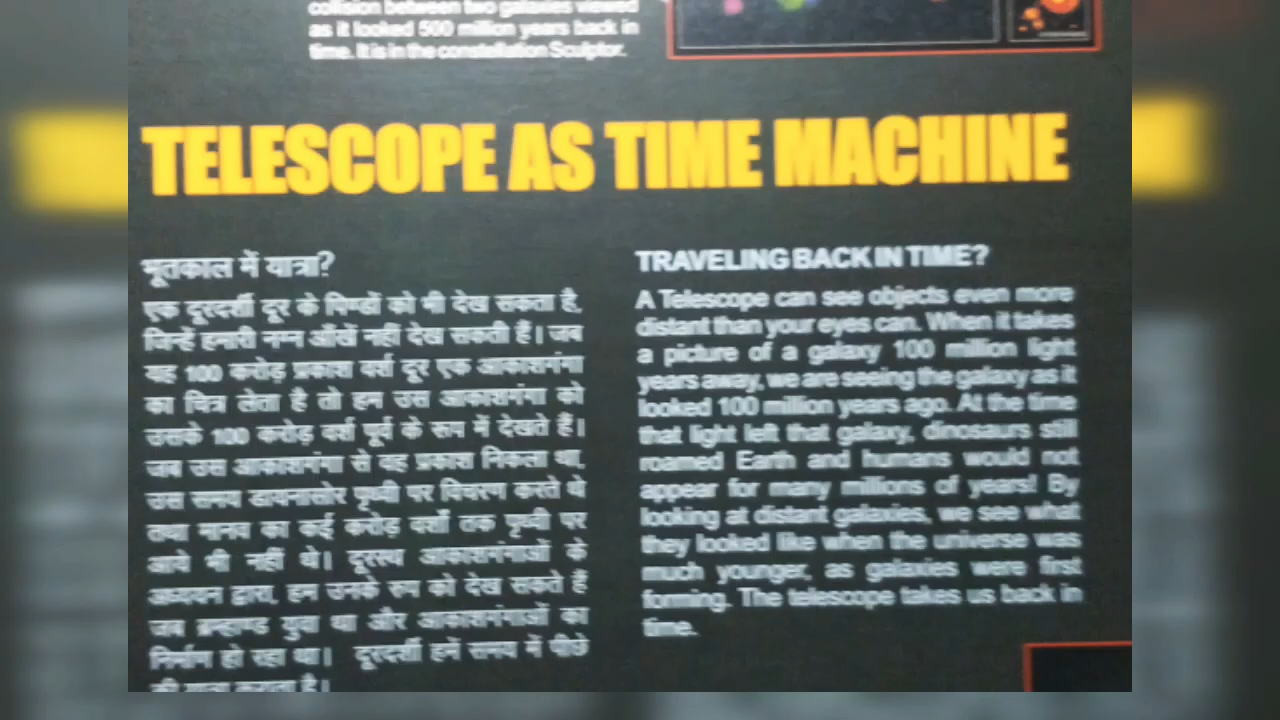 collision between two galaxies viewed
as it looked 500 million years back in
time. It is in the constellation Sculptor.
TELESCOPE AS TIME MACHINE
भूतकाल में यात्रा?
एक दूरदर्शी दूर के पिण्डों को भी देख सकता है,
जिन्हें हमारी नग्न आँखें नहीं देख सकती हैं। जब
यह 100 करोड़ प्रकाश वर्ष दूर एक आकाशगंगा
का चित्र लेता है तो हम उस आकाशगंगा को
उसके 100 करोड़ वर्ष पूर्व के रूप में देखते हैं।
जब उस आकाशगंगा से वह प्रकाश निकला था,
उस समय डायनासोर पृथ्वी पर विचरण करते थे
तथा मानव का कई करोड़ वर्शों तक पृथ्वी पर
आये भी नहीं थे। दूरस्थ आकाशगंगाओं के
अध्ययन द्वारा, हम उनके रूप को देख सकते हैं
जब ब्रम्हाण्ड युवा था और आकाशगंगाओं का
निर्माण हो रहा था। दूरदर्शी हमें समय में पीछे
की यात्रा कराता है।
TRAVELING BACK IN TIME?
A Telescope can see objects even more
distant than your eyes can. When it takes
a picture of a galaxy 100 million light
years away, we are seeing the galaxy as it
looked 100 million years ago. At the time
that light left that galaxy, dinosaurs still
roamed Earth and humans would not
appear for many millions of years! By
looking at distant galaxies, we see what
they looked like when the universe was
much younger, as galaxies were first
forming. The telescope takes us back in
time.